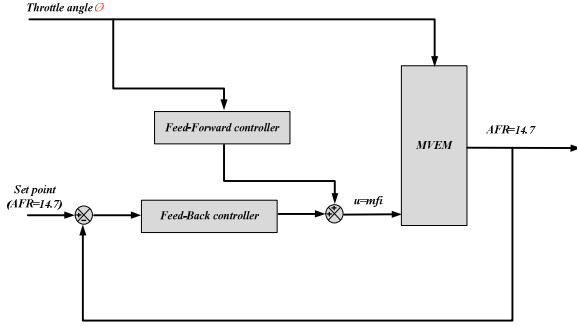 Throttle angle ∅
Feed-Forward controller
MVEM
AFR=14.7
Set point
(AFR=14.7)
Feed-Back controller
u=mfi
+
−
+
+